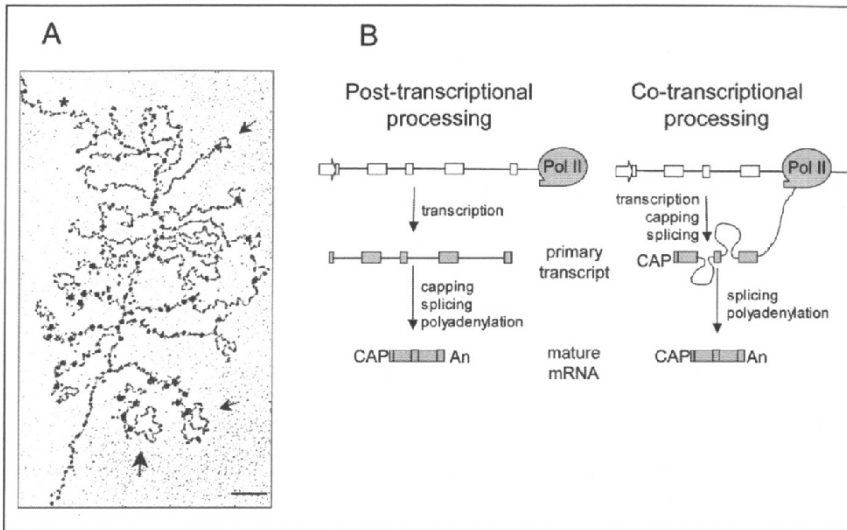 A
B
*
Post-transcriptional
processing
Co-transcriptional
processing
Pol II
Pol II
transcription
transcription
capping
splicing
primary
transcript
CAP
capping
splicing
polyadenylation
splicing
polyadenylation
CAP An
mature
mRNA
CAP An